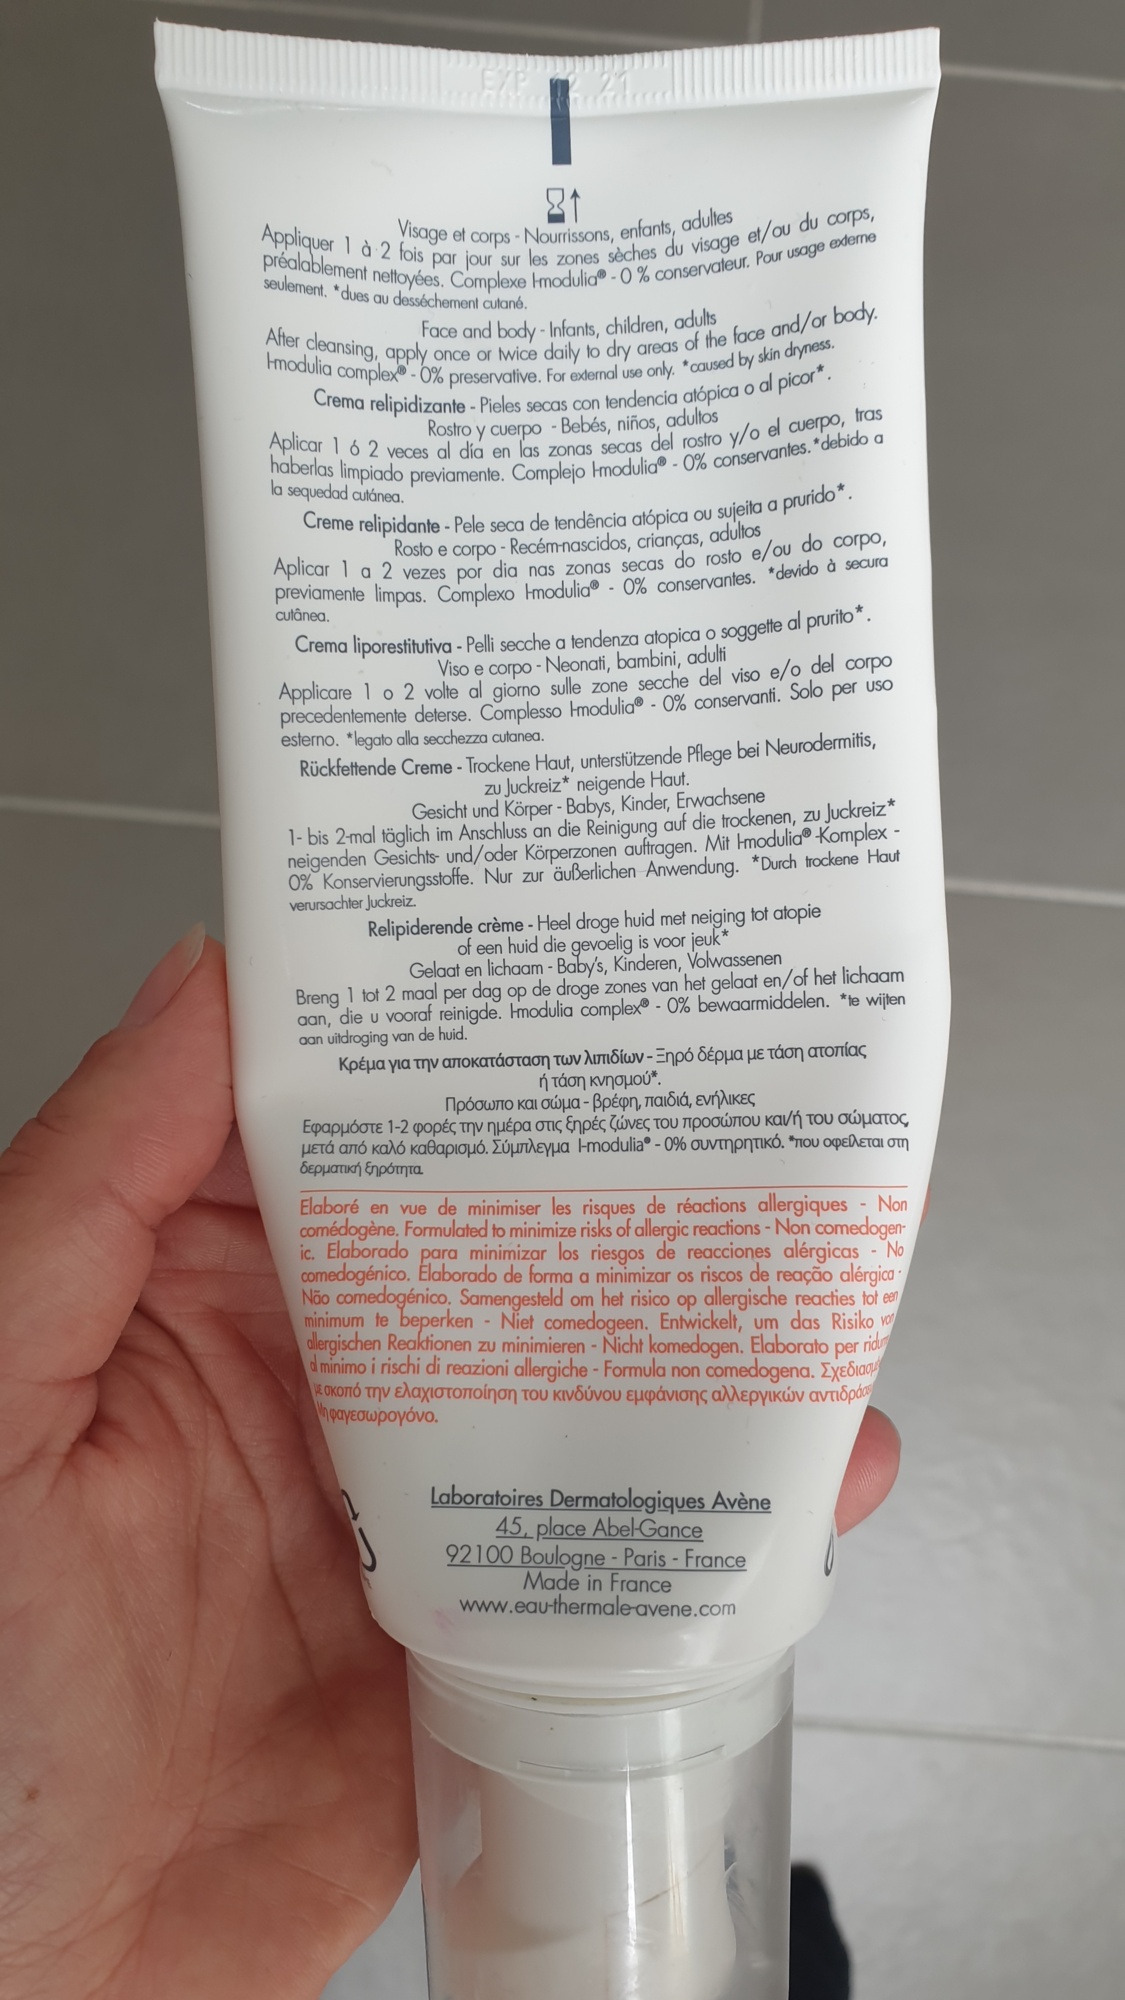 EXP 12 21
Visage et corps - Nourrissons, enfants, adultes
Appliquer 1 à 2 fois par jour sur les zones sèches du visage et/ou du corps,
préalablement nettoyées. Complexe I-modulia® - 0 % conservateur. Pour usage externe
seulement. *dues au desséchement cutané.
Face and body - Infants, children, adults
After cleansing, apply once or twice daily to dry areas of the face and/or body.
I-modulia complex® - 0% preservative. For external use only. *caused by skin dryness.
Crema relipidizante - Pieles secas con tendencia atópica o al picor*.
Rostro y cuerpo - Bebés, niños, adultos
Aplicar 1 ó 2 veces al día en las zonas secas del rostro y/o el cuerpo, tras
haberlas limpiado previamente. Complejo I-modulia® - 0% conservantes. *debido a
la sequedad cutánea.
Creme relipidante - Pele seca de tendência atópica ou sujeita a prurido*.
Rosto e corpo - Recém-nascidos, crianças, adultos
Aplicar 1 a 2 vezes por dia nas zonas secas do rosto e/ou do corpo,
previamente limpas. Complexo I-modulia® - 0% conservantes. *devido à secura
cutânea.
Crema liporestitutiva - Pelli secche a tendenza atopica o soggette al prurito*.
Viso e corpo - Neonati, bambini, adulti
Applicare 1 o 2 volte al giorno sulle zone secche del viso e/o del corpo
precedentemente deterse. Complesso I-modulia® - 0% conservanti. Solo per uso
esterno. *legato alla secchezza cutanea.
Rückfettende Creme - Trockene Haut, unterstützende Pflege bei Neurodermitis,
zu Juckreiz* neigende Haut.
Gesicht und Körper - Babys, Kinder, Erwachsene
1- bis 2-mal täglich im Anschluss an die Reinigung auf die trockenen, zu Juckreiz*
neigenden Gesichts- und/oder Körperzonen auftragen. Mit I-modulia®-Komplex -
0% Konservierungsstoffe. Nur zur äußerlichen Anwendung. *Durch trockene Haut
verursachter Juckreiz.
Relipiderende crème - Heel droge huid met neiging tot atopie
of een huid die gevoelig is voor jeuk*
Gelaat en lichaam - Baby's, Kinderen, Volwassenen
Breng 1 tot 2 maal per dag op de droge zones van het gelaat en/of het lichaam
aan, die u vooraf reinigde. I-modulia complex® - 0% bewaarmiddelen. *te wijten
aan uitdroging van de huid.
Κρέμα για την αποκατάσταση των λιπιδίων - Ξηρό δέρμα με τάση ατοπίας
ή τάση κνησμού*.
Πρόσωπο και σώμα - βρέφη, παιδιά, ενήλικες
Εφαρμόστε 1-2 φορές την ημέρα στις ξηρές ζώνες του προσώπου και/ή του σώματος,
μετά από καλό καθαρισμό. Σύμπλεγμα I-modulia® - 0% συντηρητικό. *που οφείλεται στη
δερματική ξηρότητα.
Elaboré en vue de minimiser les risques de réactions allergiques - Non
comédogène. Formulated to minimize risks of allergic reactions - Non comedogen-
ic. Elaborado para minimizar los riesgos de reacciones alérgicas - No
comedogénico. Elaborado de forma a minimizar os riscos de reação alérgica -
Não comedogénico. Samengesteld om het risico op allergische reacties tot een
minimum te beperken - Niet comedogeen. Entwickelt, um das Risiko von
allergischen Reaktionen zu minimieren - Nicht komedogen. Elaborato per
al minimo i rischi di reazioni allergiche - Formula non comedogena.
με σκοπό την ελαχιστοποίηση του κινδύνου εμφάνισης αλλεργικών
Μη φαγεσωρογόνο.
Laboratoires Dermatologiques Avène
45, place Abel-Gance
92100 Boulogne - Paris - France
Made in France
www.eau-thermale-avene.com